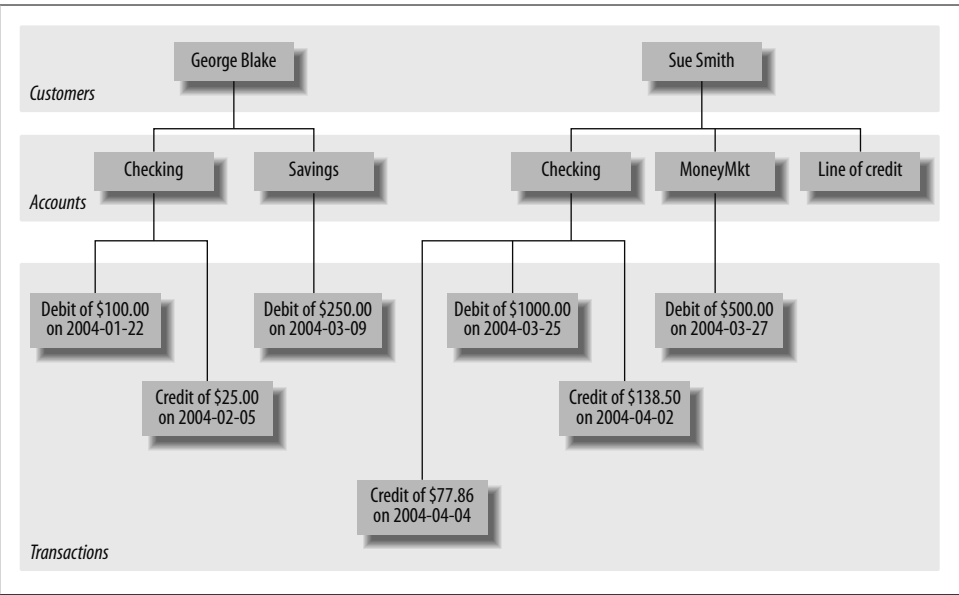 George Blake
Sue Smith
Customers
Checking
Savings
Checking
MoneyMkt
Line of credit
Accounts
Debit of $100.00
on 2004-01-22
Debit of $250.00
on 2004-03-09
Debit of $1000.00
on 2004-03-25
Debit of $500.00
on 2004-03-27
Credit of $25.00
on 2004-02-05
Credit of $138.50
on 2004-04-02
Credit of $77.86
on 2004-04-04
Transactions